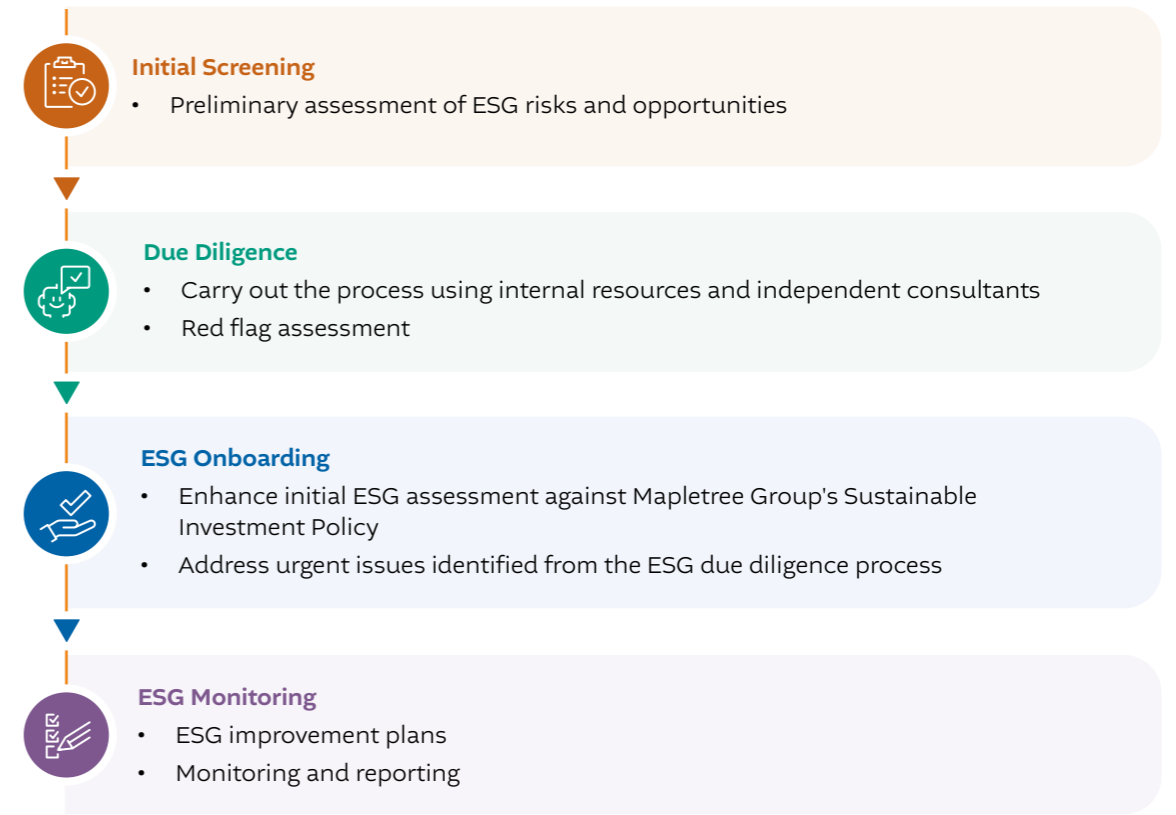 Initial Screening
• Preliminary assessment of ESG risks and opportunities
Due Diligence
• Carry out the process using internal resources and independent consultants
• Red flag assessment
ESG Onboarding
• Enhance initial ESG assessment against Mapletree Group's Sustainable
Investment Policy
• Address urgent issues identified from the ESG due diligence process
ESG Monitoring
• ESG improvement plans
• Monitoring and reporting